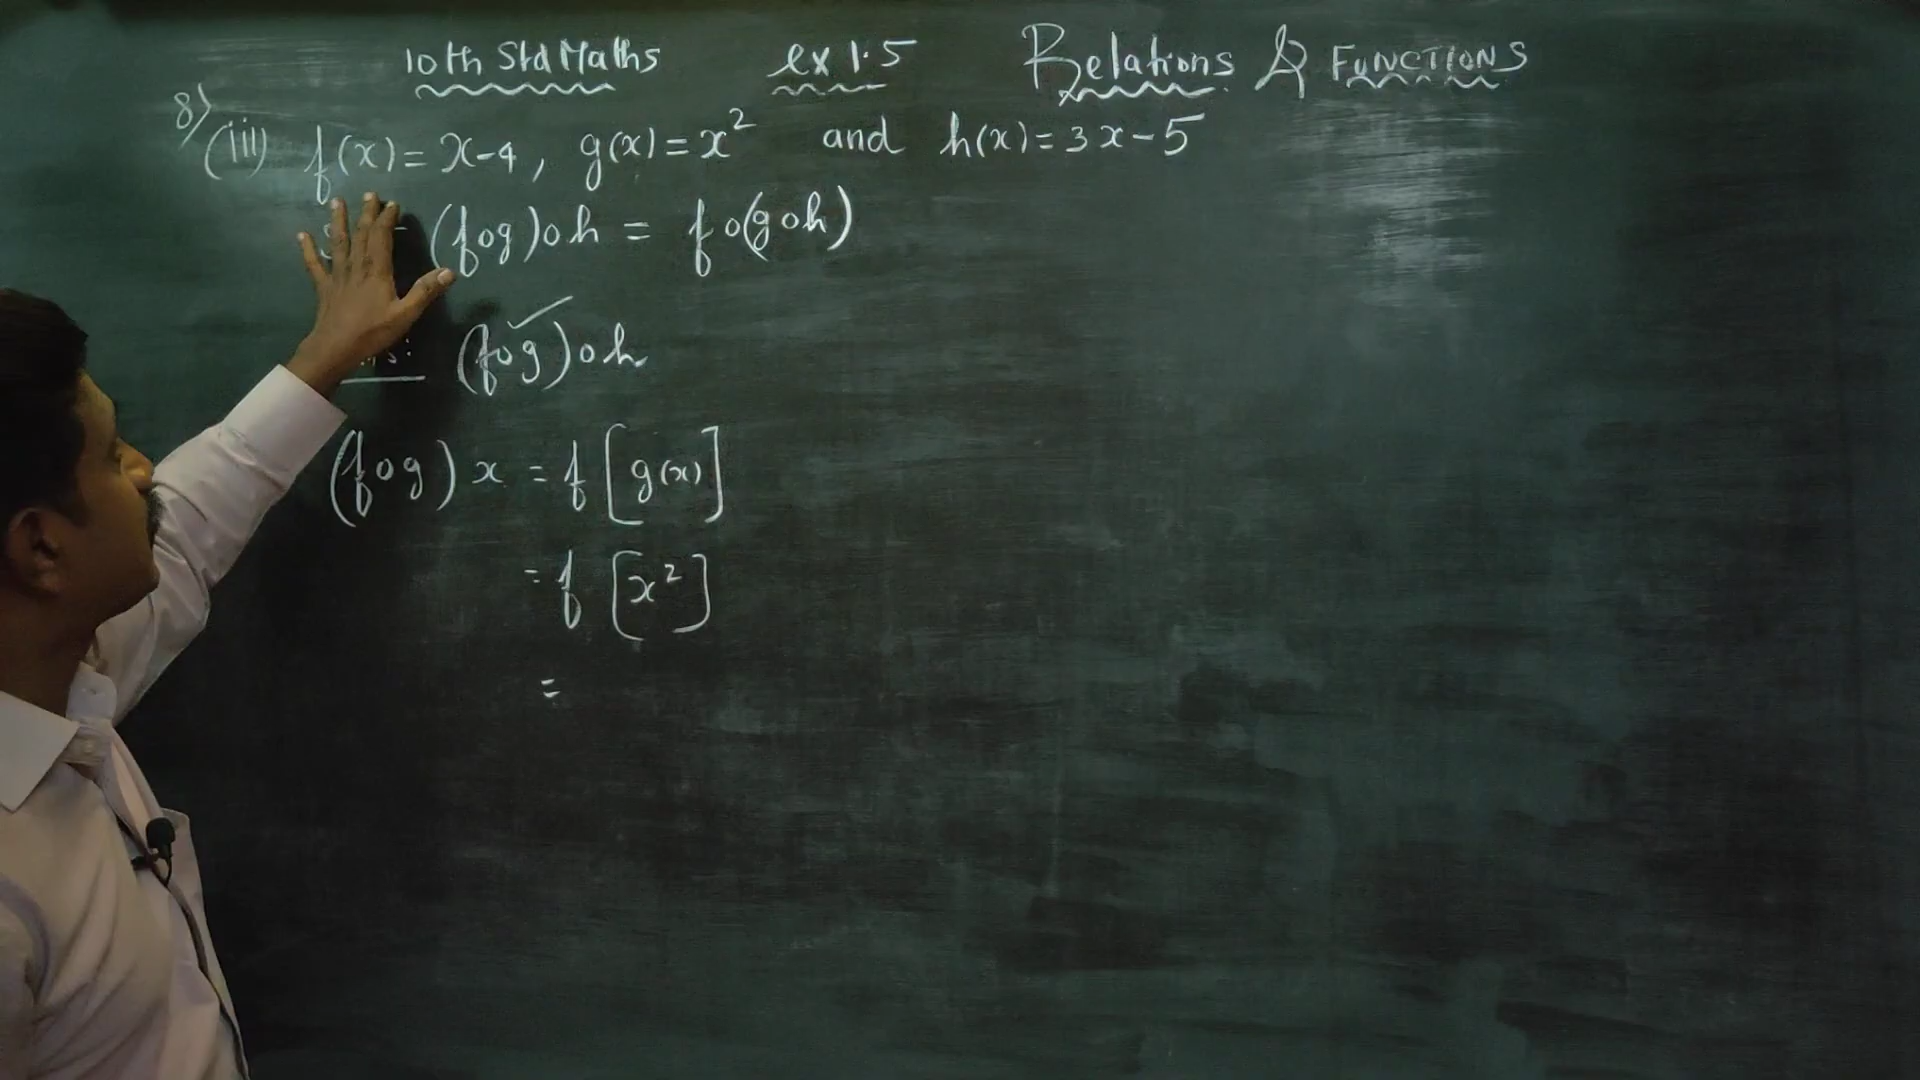 10th Std Maths ex 1.5 Relations & FUNCTIONS
8) (iii) f(x) = x-4, g(x) = x² and h(x) = 3x-5
(fog)oh = fo(goh)
(fog)oh
(fog)x = f[g(x)]
= f[x²]
=